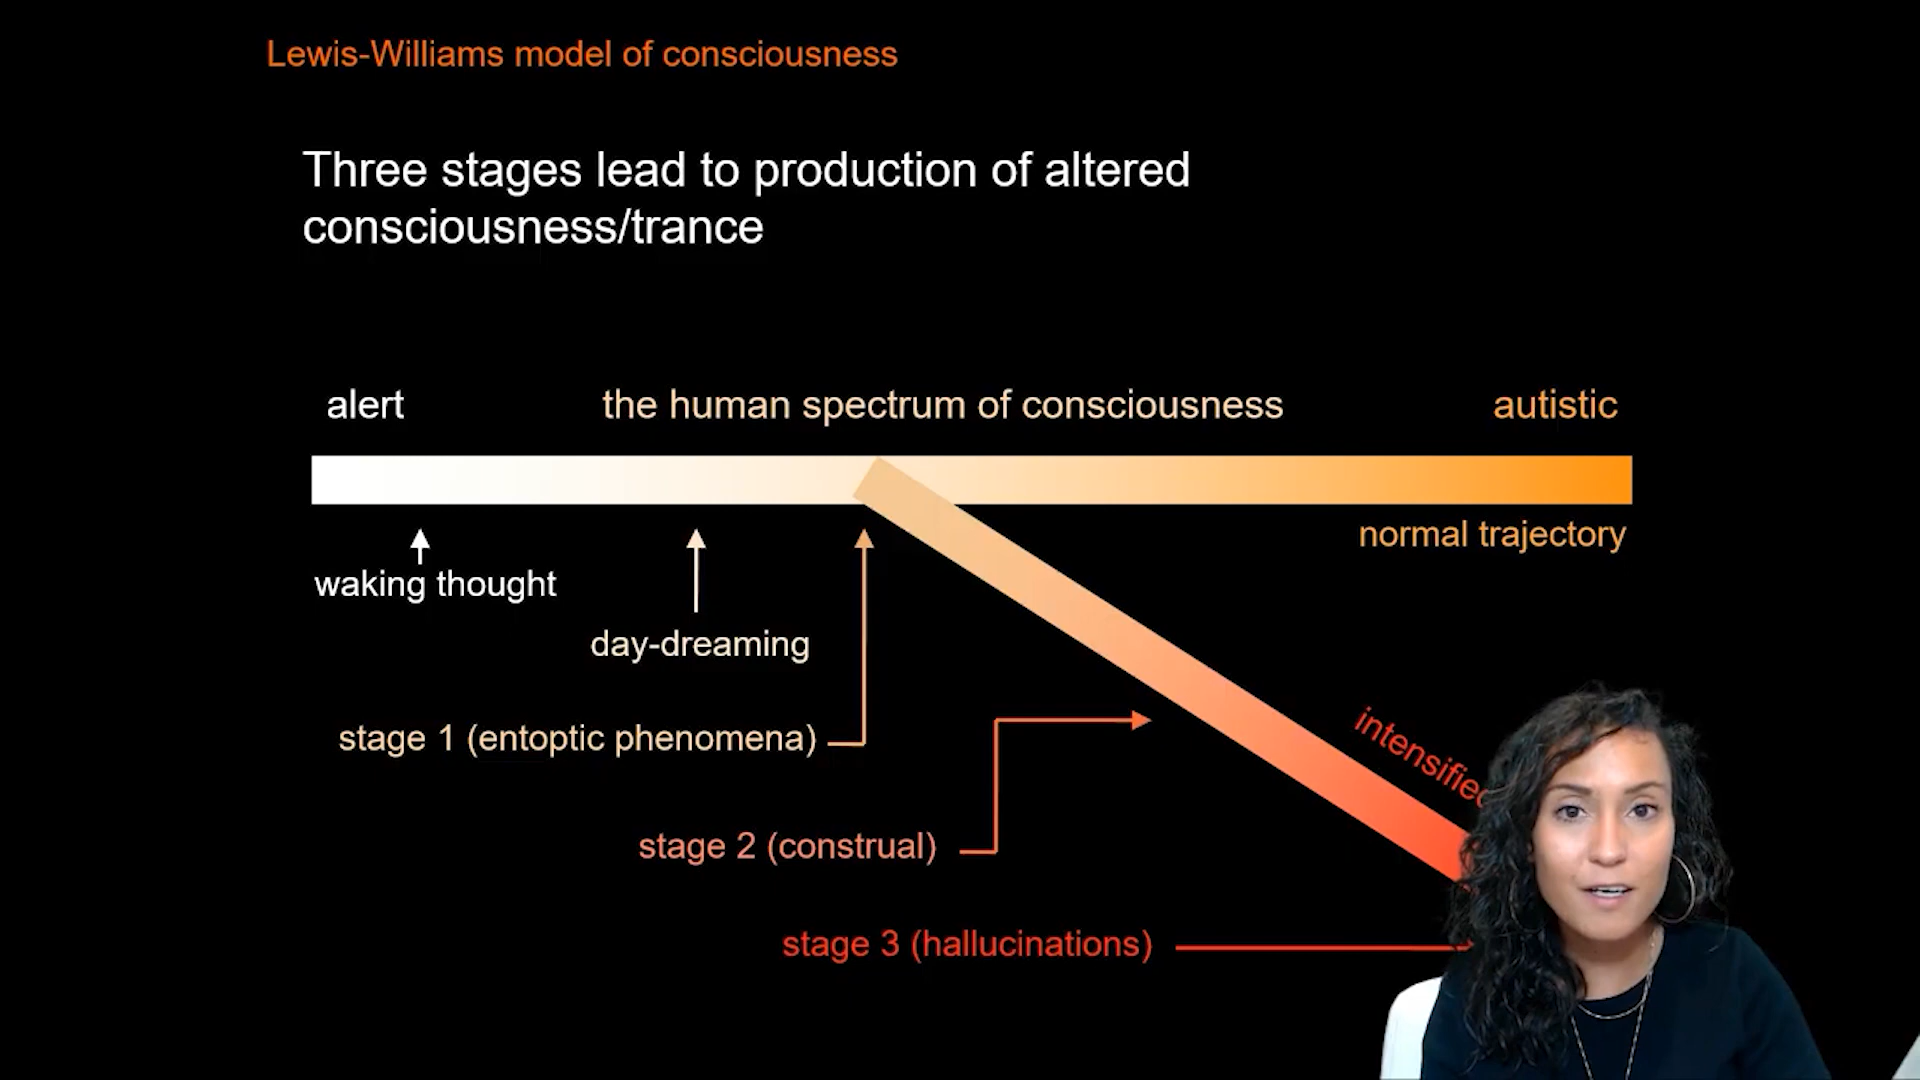 Lewis-Williams model of consciousness
Three stages lead to production of altered
consciousness/trance
alert
the human spectrum of consciousness
autistic
normal trajectory
waking thought
day-dreaming
stage 1 (entoptic phenomena)
intensified
stage 2 (construal)
stage 3 (hallucinations)